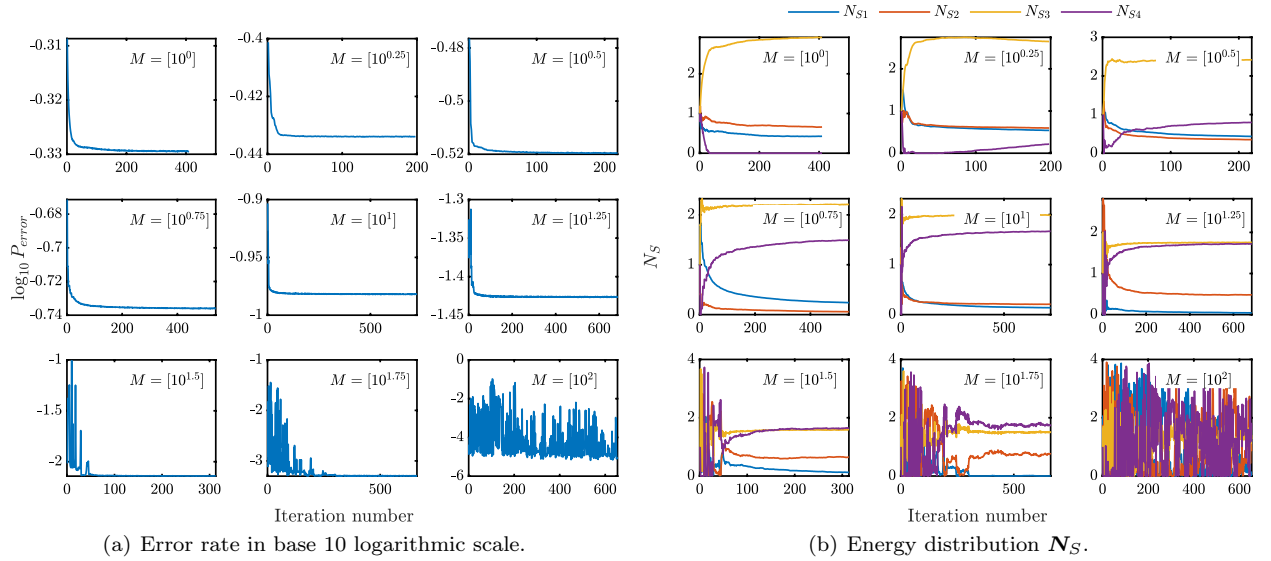 N_{S1} N_{S2} N_{S3} N_{S4}
log_{10} P_{error}
-0.31
-0.32
-0.33
0 200 400
M = [10^0]
-0.4
-0.42
-0.44
0 100 200
M = [10^{0.25}]
-0.48
-0.5
-0.52
0 100 200
M = [10^{0.5}]
-0.68
-0.7
-0.72
-0.74
0 200 400
M = [10^{0.75}]
-0.9
-0.95
-1
0 500
M = [10^1]
-1.3
-1.35
-1.4
-1.45
0 200 400 600
M = [10^{1.25}]
-1
-1.5
-2
0 100 200 300
M = [10^{1.5}]
-1
-2
-3
0 500
M = [10^{1.75}]
0
-2
-4
-6
0 200 400 600
M = [10^2]
Iteration number
(a) Error rate in base 10 logarithmic scale.
N_S
2
1
0
0 200 400
M = [10^0]
2
1
0
0 100 200
M = [10^{0.25}]
3
2
1
0
0 100 200
M = [10^{0.5}]
2
1
0
0 200 400
M = [10^{0.75}]
2
1
0
0 500
M = [10^1]
4
3
2
1
0
0 200 400 600
M = [10^{1.25}]
4
2
0
0 100 200 300
M = [10^{1.5}]
4
2
0
0 500
M = [10^{1.75}]
4
2
0
0 200 400 600
M = [10^2]
Iteration number
(b) Energy distribution N_S.